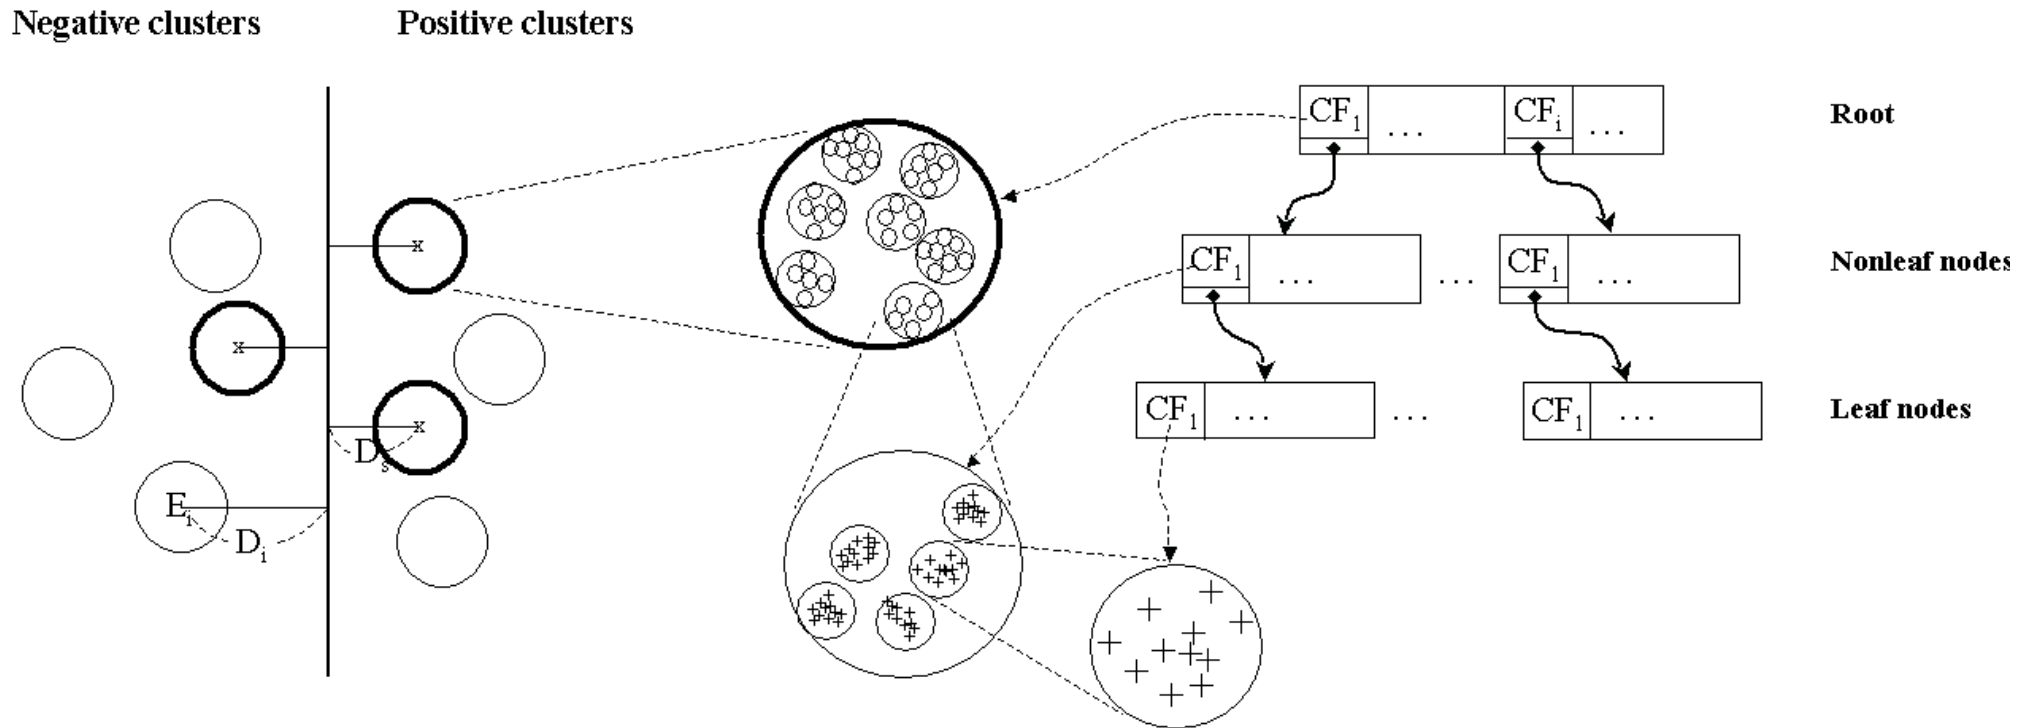 Negative clusters
Positive clusters
CF₁ ... CFᵢ ...
Root
CF₁ ... ... CF₁ ...
Nonleaf nodes
CF₁ ... ... CF₁ ...
Leaf nodes
x
x
x
Dₛ
Eᵢ
Dᵢ